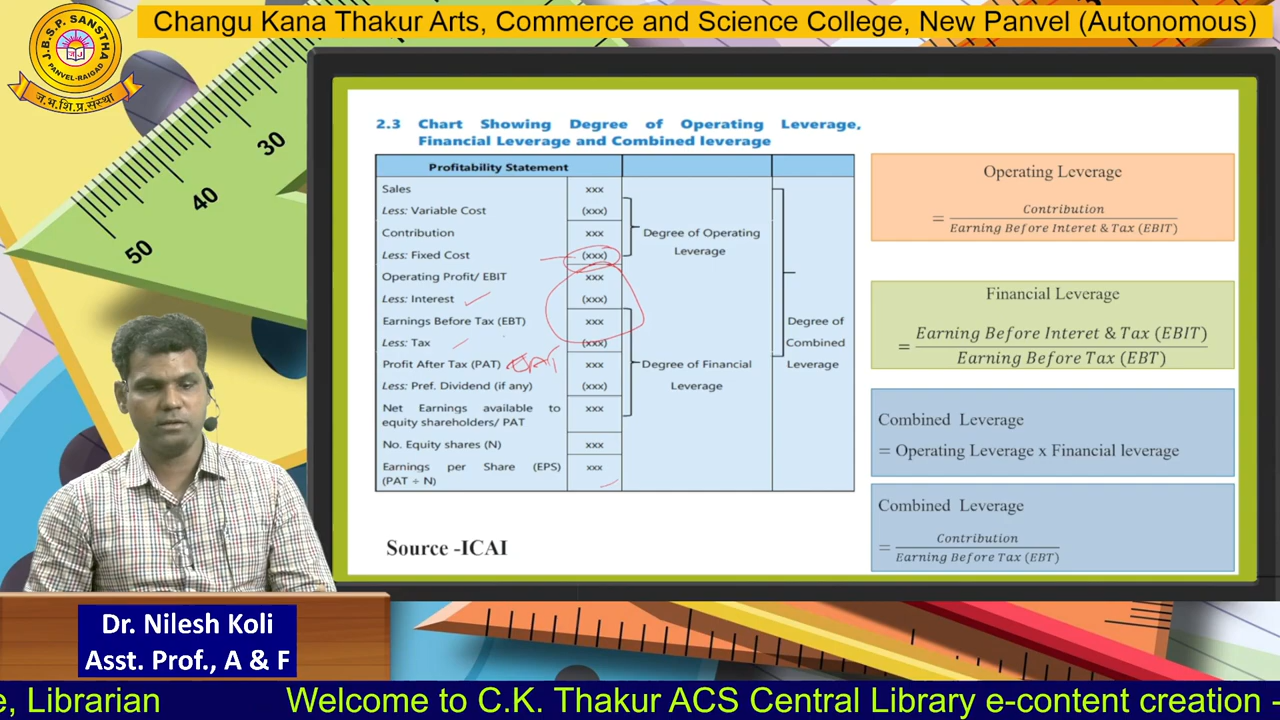 Changu Kana Thakur Arts, Commerce and Science College, New Panvel (Autonomous)
J.B.S.P. SANSTHA
PANVEL-RAIGAD
ज.भ.शि.प्र.संस्था
30
40
50
2.3 Chart Showing Degree of Operating Leverage,
Financial Leverage and Combined leverage
Profitability Statement
Sales xxx
Less: Variable Cost (xxx)
Contribution xxx
Less: Fixed Cost (xxx)
Operating Profit/ EBIT xxx
Less: Interest (xxx)
Earnings Before Tax (EBT) xxx
Less: Tax (xxx)
Profit After Tax (PAT) EAT xxx
Less: Pref. Dividend (if any) (xxx)
Net Earnings available to xxx
equity shareholders/ PAT
No. Equity shares (N) xxx
Earnings per Share (EPS) xxx
(PAT ÷ N)
Degree of Operating
Leverage
Degree of Financial
Leverage
Degree of
Combined
Leverage
Source -ICAI
Operating Leverage
= Contribution
Earning Before Interet & Tax (EBIT)
Financial Leverage
= Earning Before Interet & Tax (EBIT)
Earning Before Tax (EBT)
Combined Leverage
= Operating Leverage x Financial leverage
Combined Leverage
= Contribution
Earning Before Tax (EBT)
Dr. Nilesh Koli
Asst. Prof., A & F
e, Librarian Welcome to C.K. Thakur ACS Central Library e-content creation -